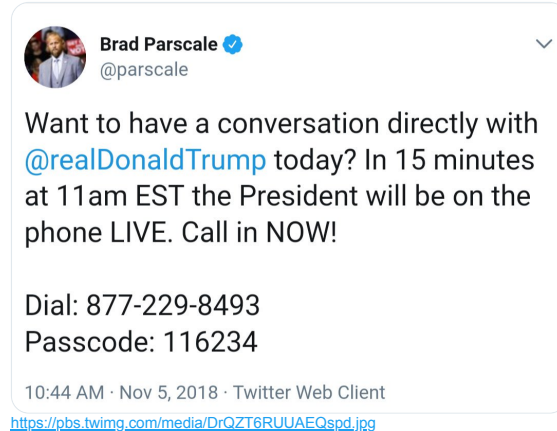 Brad Parscale
@parscale
Want to have a conversation directly with
@realDonaldTrump today? In 15 minutes
at 11am EST the President will be on the
phone LIVE. Call in NOW!
Dial: 877-229-8493
Passcode: 116234
10:44 AM · Nov 5, 2018 · Twitter Web Client
https://pbs.twimg.com/media/DrQZT6RUUAEQspd.jpg